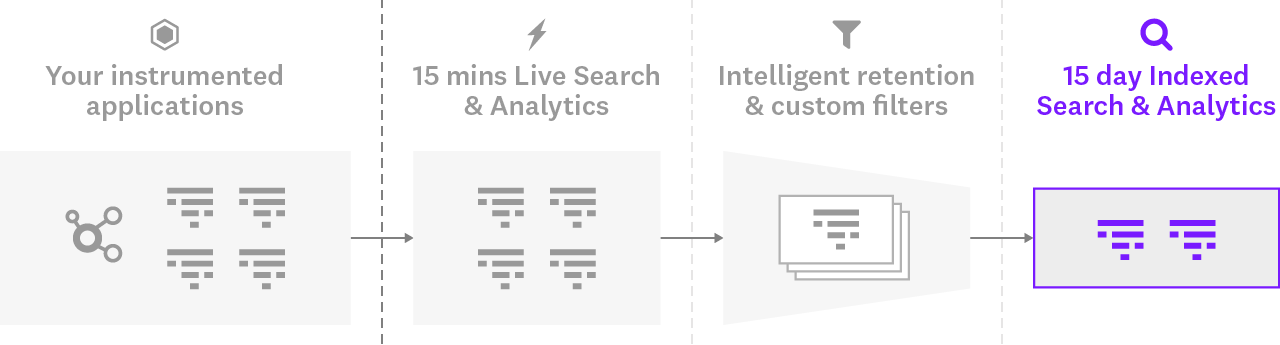 Your instrumented
applications
15 mins Live Search
& Analytics
Intelligent retention
& custom filters
15 day Indexed
Search & Analytics